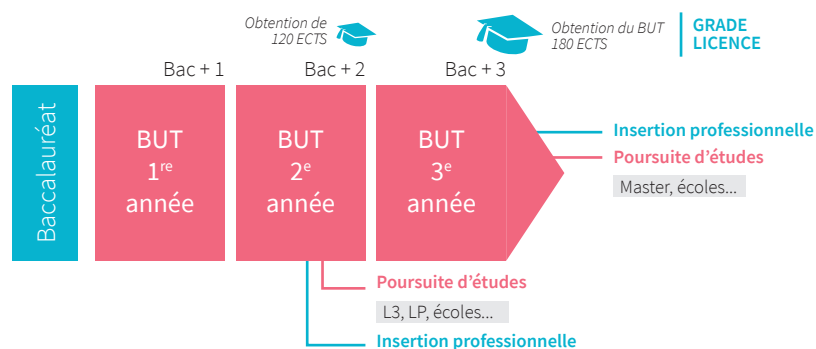 Obtention de
120 ECTS
Obtention du BUT
180 ECTS
GRADE
LICENCE
Bac + 1
Bac + 2
Bac + 3
Baccalauréat
BUT
1re
année
BUT
2e
année
BUT
3e
année
Insertion professionnelle
Poursuite d'études
Master, écoles...
Poursuite d'études
L3, LP, écoles...
Insertion professionnelle